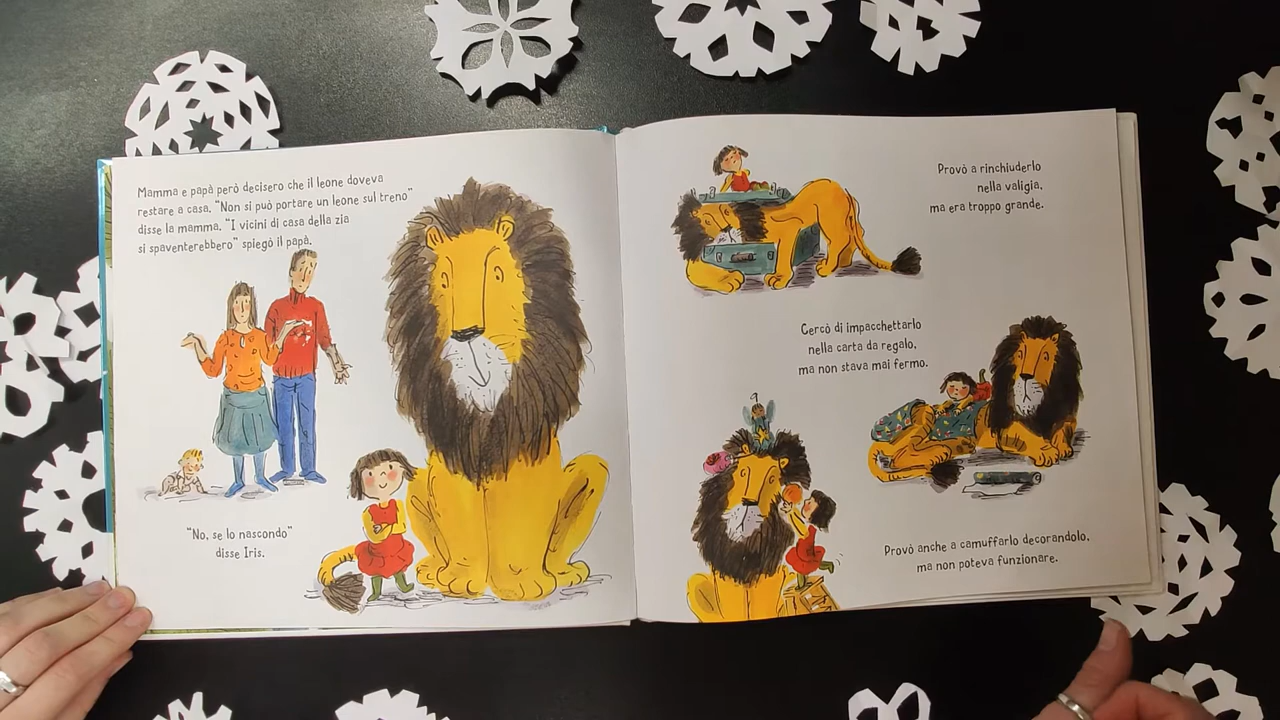 Mamma e papà però decisero che il leone doveva
restare a casa. "Non si può portare un leone sul treno"
disse la mamma. "I vicini di casa della zia
si spaventerebbero" spiegò il papà.
"No, se lo nascondo"
disse Iris.
Provò a rinchiuderlo
nella valigia,
ma era troppo grande.
Cercò di impacchettarlo
nella carta da regalo,
ma non stava mai fermo.
Provò anche a camuffarlo decorandolo,
ma non poteva funzionare.